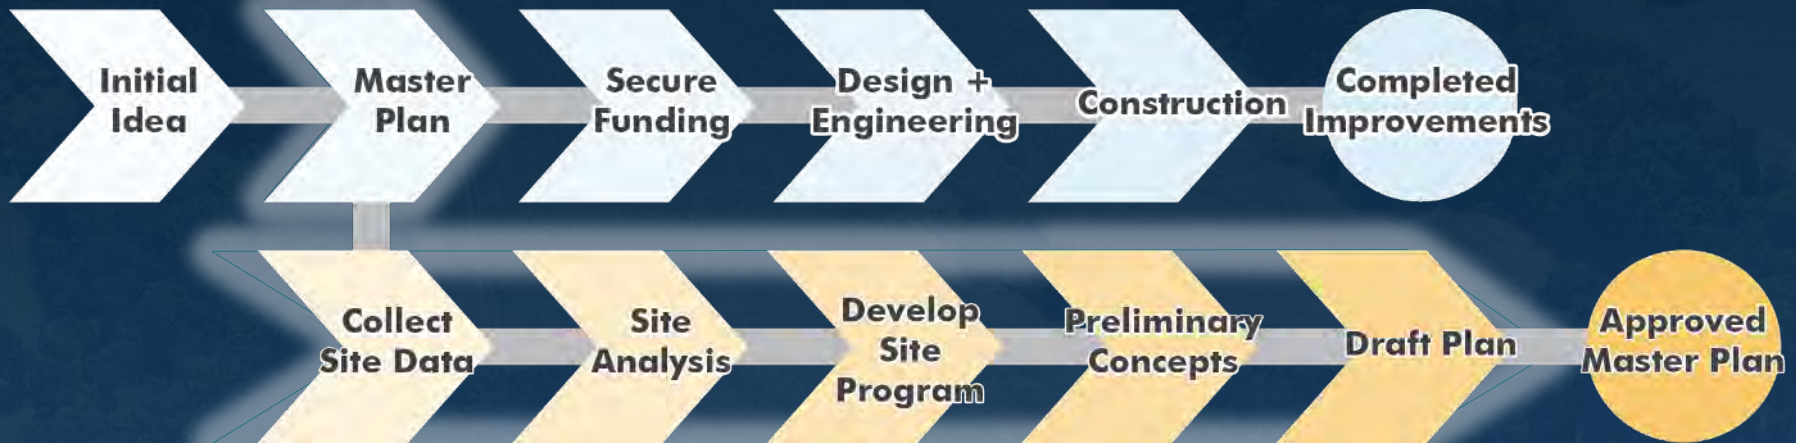 Initial
Idea
Master
Plan
Secure
Funding
Design +
Engineering
Construction
Completed
Improvements
Collect
Site Data
Site
Analysis
Develop
Site
Program
Preliminary
Concepts
Draft Plan
Approved
Master Plan